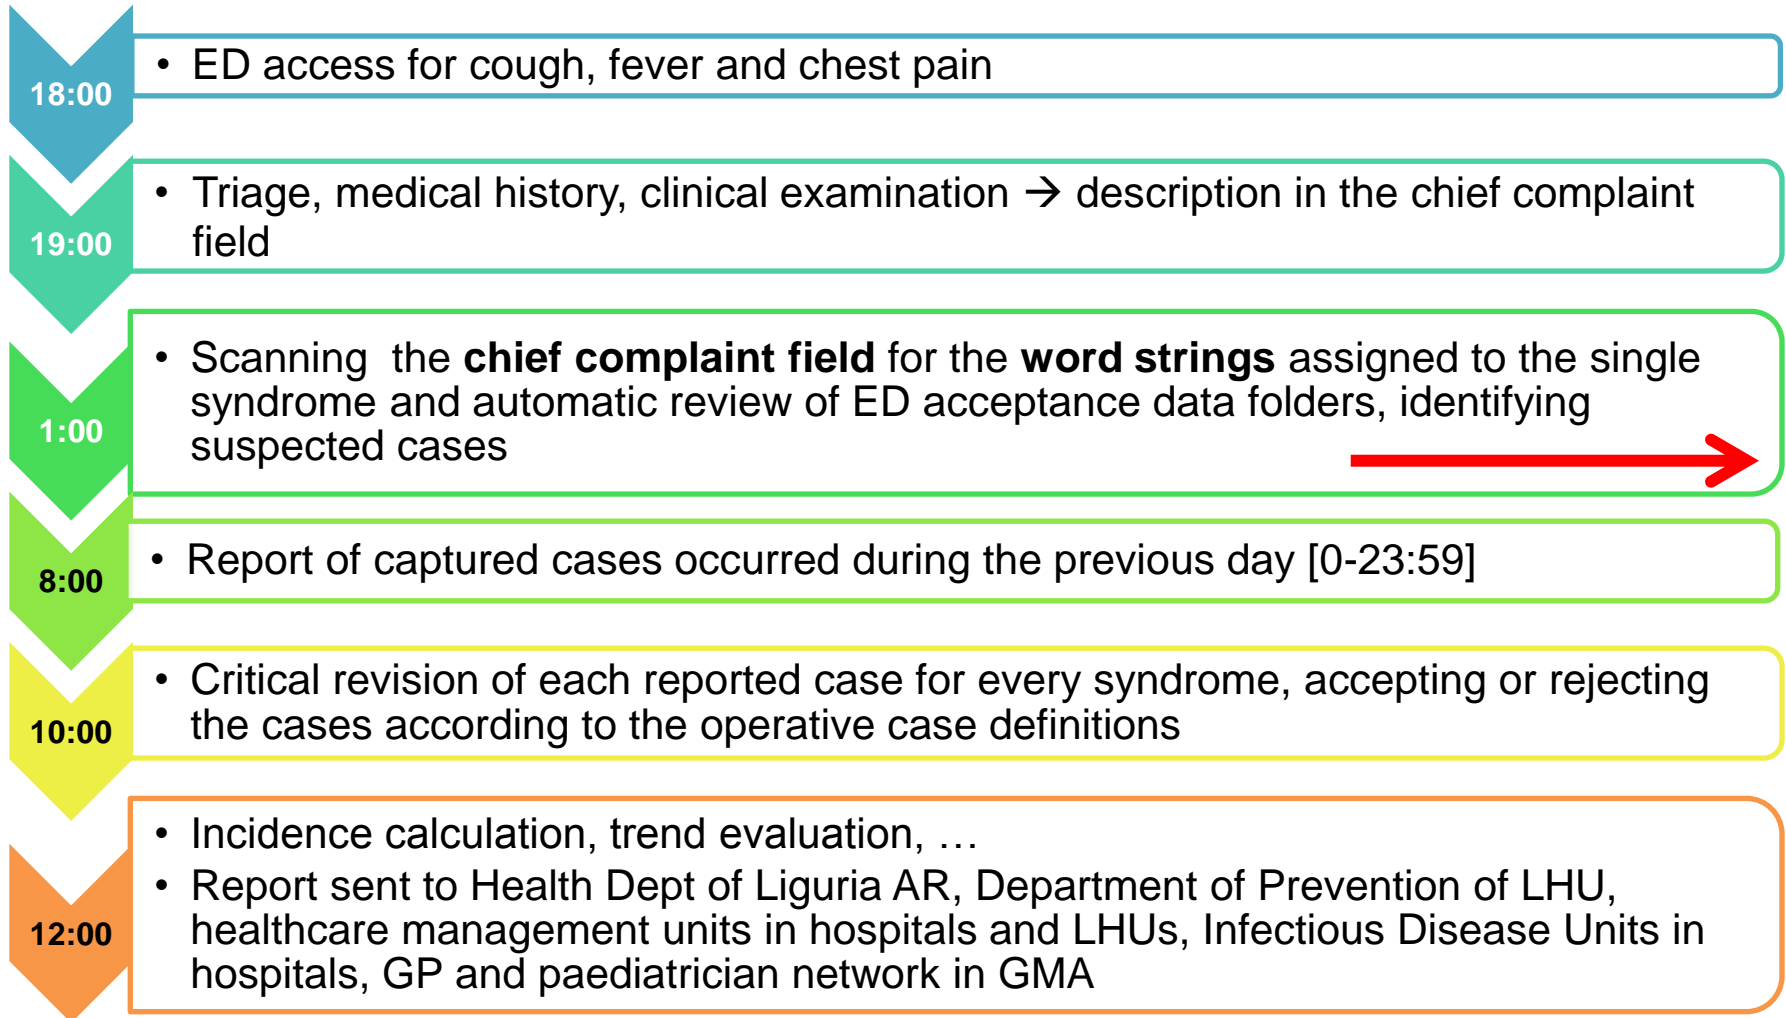 18:00
• ED access for cough, fever and chest pain
19:00
• Triage, medical history, clinical examination → description in the chief complaint
field
1:00
• Scanning the chief complaint field for the word strings assigned to the single
syndrome and automatic review of ED acceptance data folders, identifying
suspected cases
8:00
• Report of captured cases occurred during the previous day [0-23:59]
10:00
• Critical revision of each reported case for every syndrome, accepting or rejecting
the cases according to the operative case definitions
12:00
• Incidence calculation, trend evaluation, …
• Report sent to Health Dept of Liguria AR, Department of Prevention of LHU,
healthcare management units in hospitals and LHUs, Infectious Disease Units in
hospitals, GP and paediatrician network in GMA